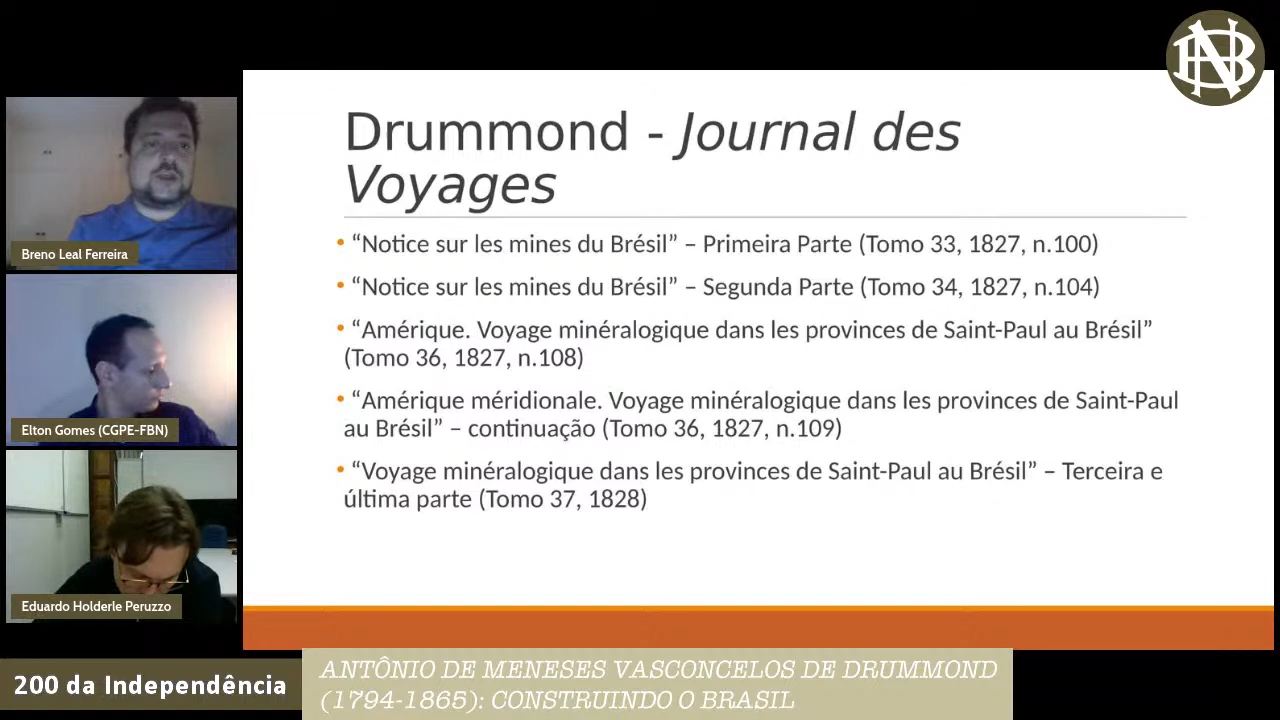 Drummond - Journal des
Voyages
• “Notice sur les mines du Brésil” – Primeira Parte (Tomo 33, 1827, n.100)
• “Notice sur les mines du Brésil” – Segunda Parte (Tomo 34, 1827, n.104)
• “Amérique. Voyage minéralogique dans les provinces de Saint-Paul au Brésil”
(Tomo 36, 1827, n.108)
• “Amérique méridionale. Voyage minéralogique dans les provinces de Saint-Paul
au Brésil” – continuação (Tomo 36, 1827, n.109)
• “Voyage minéralogique dans les provinces de Saint-Paul au Brésil” – Terceira e
última parte (Tomo 37, 1828)
Breno Leal Ferreira
Elton Gomes (CGPE-FBN)
Eduardo Holderle Peruzzo
200 da Independência
ANTÔNIO DE MENESES VASCONCELOS DE DRUMMOND
(1794-1865): CONSTRUINDO O BRASIL
BN